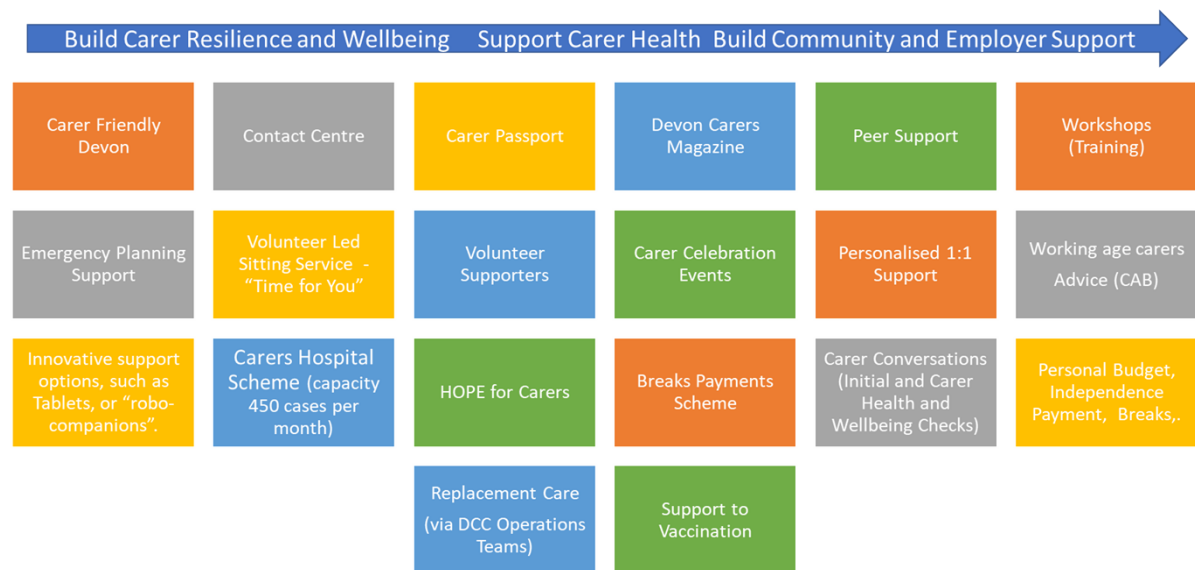 Build Carer Resilience and Wellbeing Support Carer Health Build Community and Employer Support
Carer Friendly
Devon
Contact Centre
Carer Passport
Devon Carers
Magazine
Peer Support
Workshops
(Training)
Emergency Planning
Support
Volunteer Led
Sitting Service -
“Time for You”
Volunteer
Supporters
Carer Celebration
Events
Personalised 1:1
Support
Working age carers
Advice (CAB)
Innovative support
options, such as
Tablets, or “robo-
companions”.
Carers Hospital
Scheme (capacity
450 cases per
month)
HOPE for Carers
Breaks Payments
Scheme
Carer Conversations
(Initial and Carer
Health and
Wellbeing Checks)
Personal Budget,
Independence
Payment, Breaks,.
Replacement Care
(via DCC Operations
Teams)
Support to
Vaccination